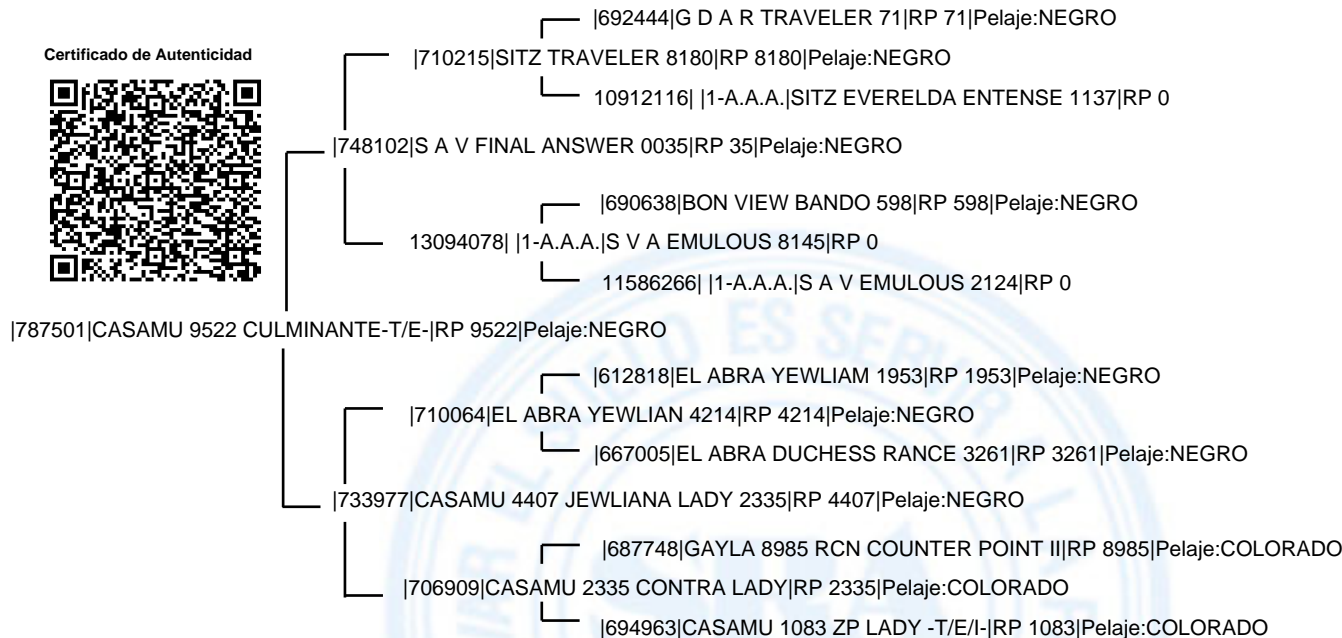 |692444|G D A R TRAVELER 71|RP 71|Pelaje:NEGRO
Certificado de Autenticidad
|710215|SITZ TRAVELER 8180|RP 8180|Pelaje:NEGRO
10912116| |1-A.A.A.|SITZ EVERELDA ENTENSE 1137|RP 0
|748102|S A V FINAL ANSWER 0035|RP 35|Pelaje:NEGRO
|690638|BON VIEW BANDO 598|RP 598|Pelaje:NEGRO
13094078| |1-A.A.A.|S V A EMULOUS 8145|RP 0
11586266| |1-A.A.A.|S A V EMULOUS 2124|RP 0
|787501|CASAMU 9522 CULMINANTE-T/E-|RP 9522|Pelaje:NEGRO
|612818|EL ABRA YEWLIAM 1953|RP 1953|Pelaje:NEGRO
|710064|EL ABRA YEWLIAN 4214|RP 4214|Pelaje:NEGRO
|667005|EL ABRA DUCHESS RANCE 3261|RP 3261|Pelaje:NEGRO
|733977|CASAMU 4407 JEWLIANA LADY 2335|RP 4407|Pelaje:NEGRO
|687748|GAYLA 8985 RCN COUNTER POINT II|RP 8985|Pelaje:COLORADO
|706909|CASAMU 2335 CONTRA LADY|RP 2335|Pelaje:COLORADO
|694963|CASAMU 1083 ZP LADY -T/E/I-|RP 1083|Pelaje:COLORADO
ES SERVIR A LA
EL SUELO